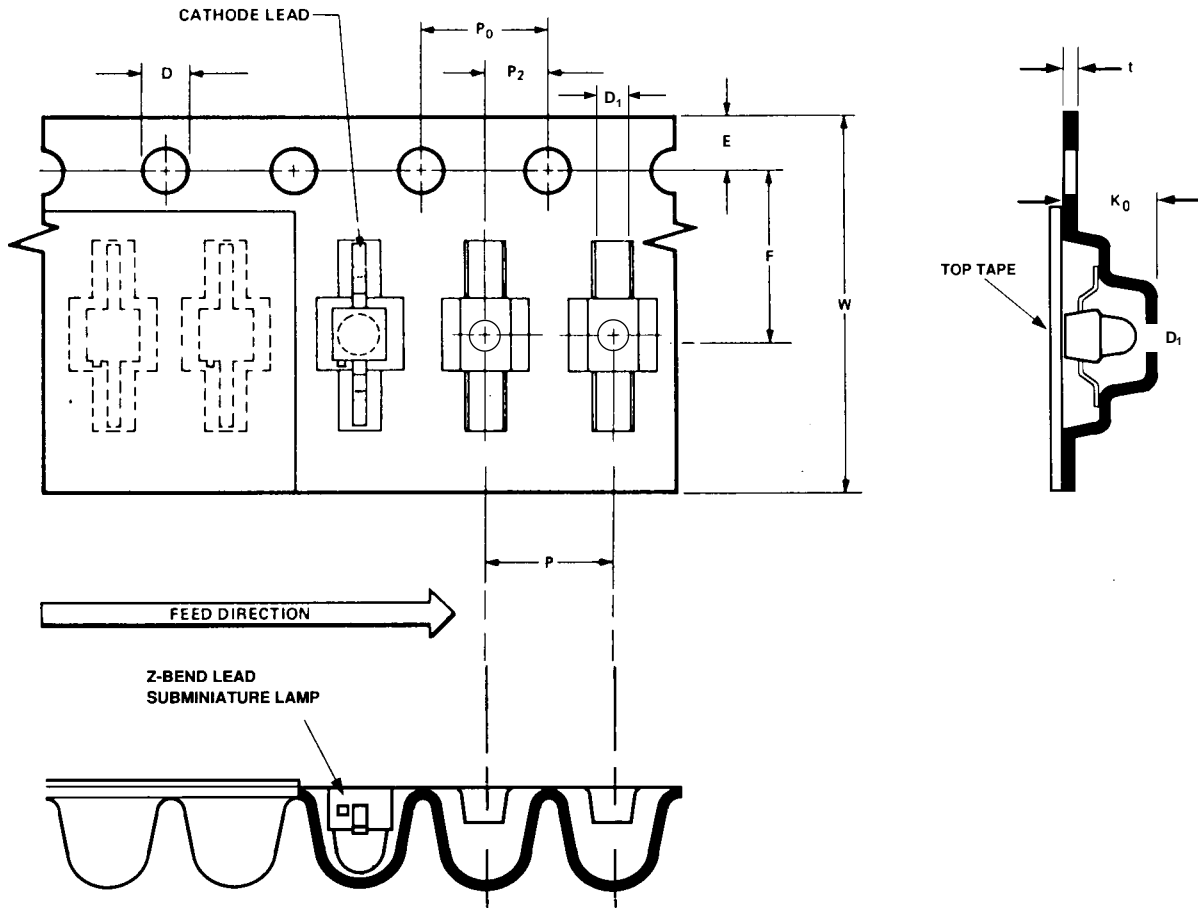 CATHODE LEAD
P0
D
P2
D1
t
E
K0
F
TOP TAPE
W
D1
P
FEED DIRECTION
Z-BEND LEAD
SUBMINIATURE LAMP